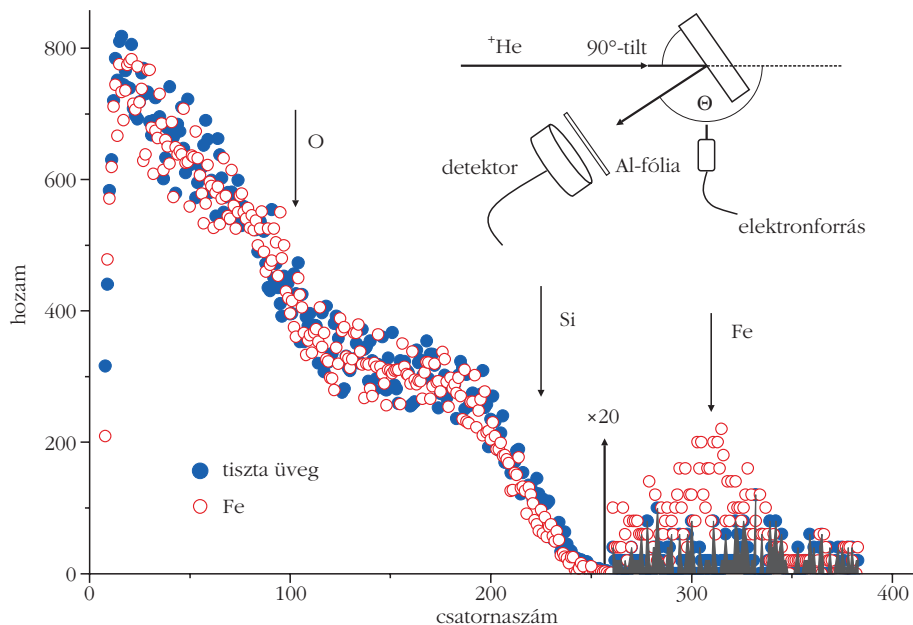 ⁺He
90°-tilt
Θ
detektor
Al-fólia
elektronforrás
O
Si
Fe
×20
tiszta üveg
Fe
hozam
800
600
400
200
0
0 100 200 300 400
csatornaszám